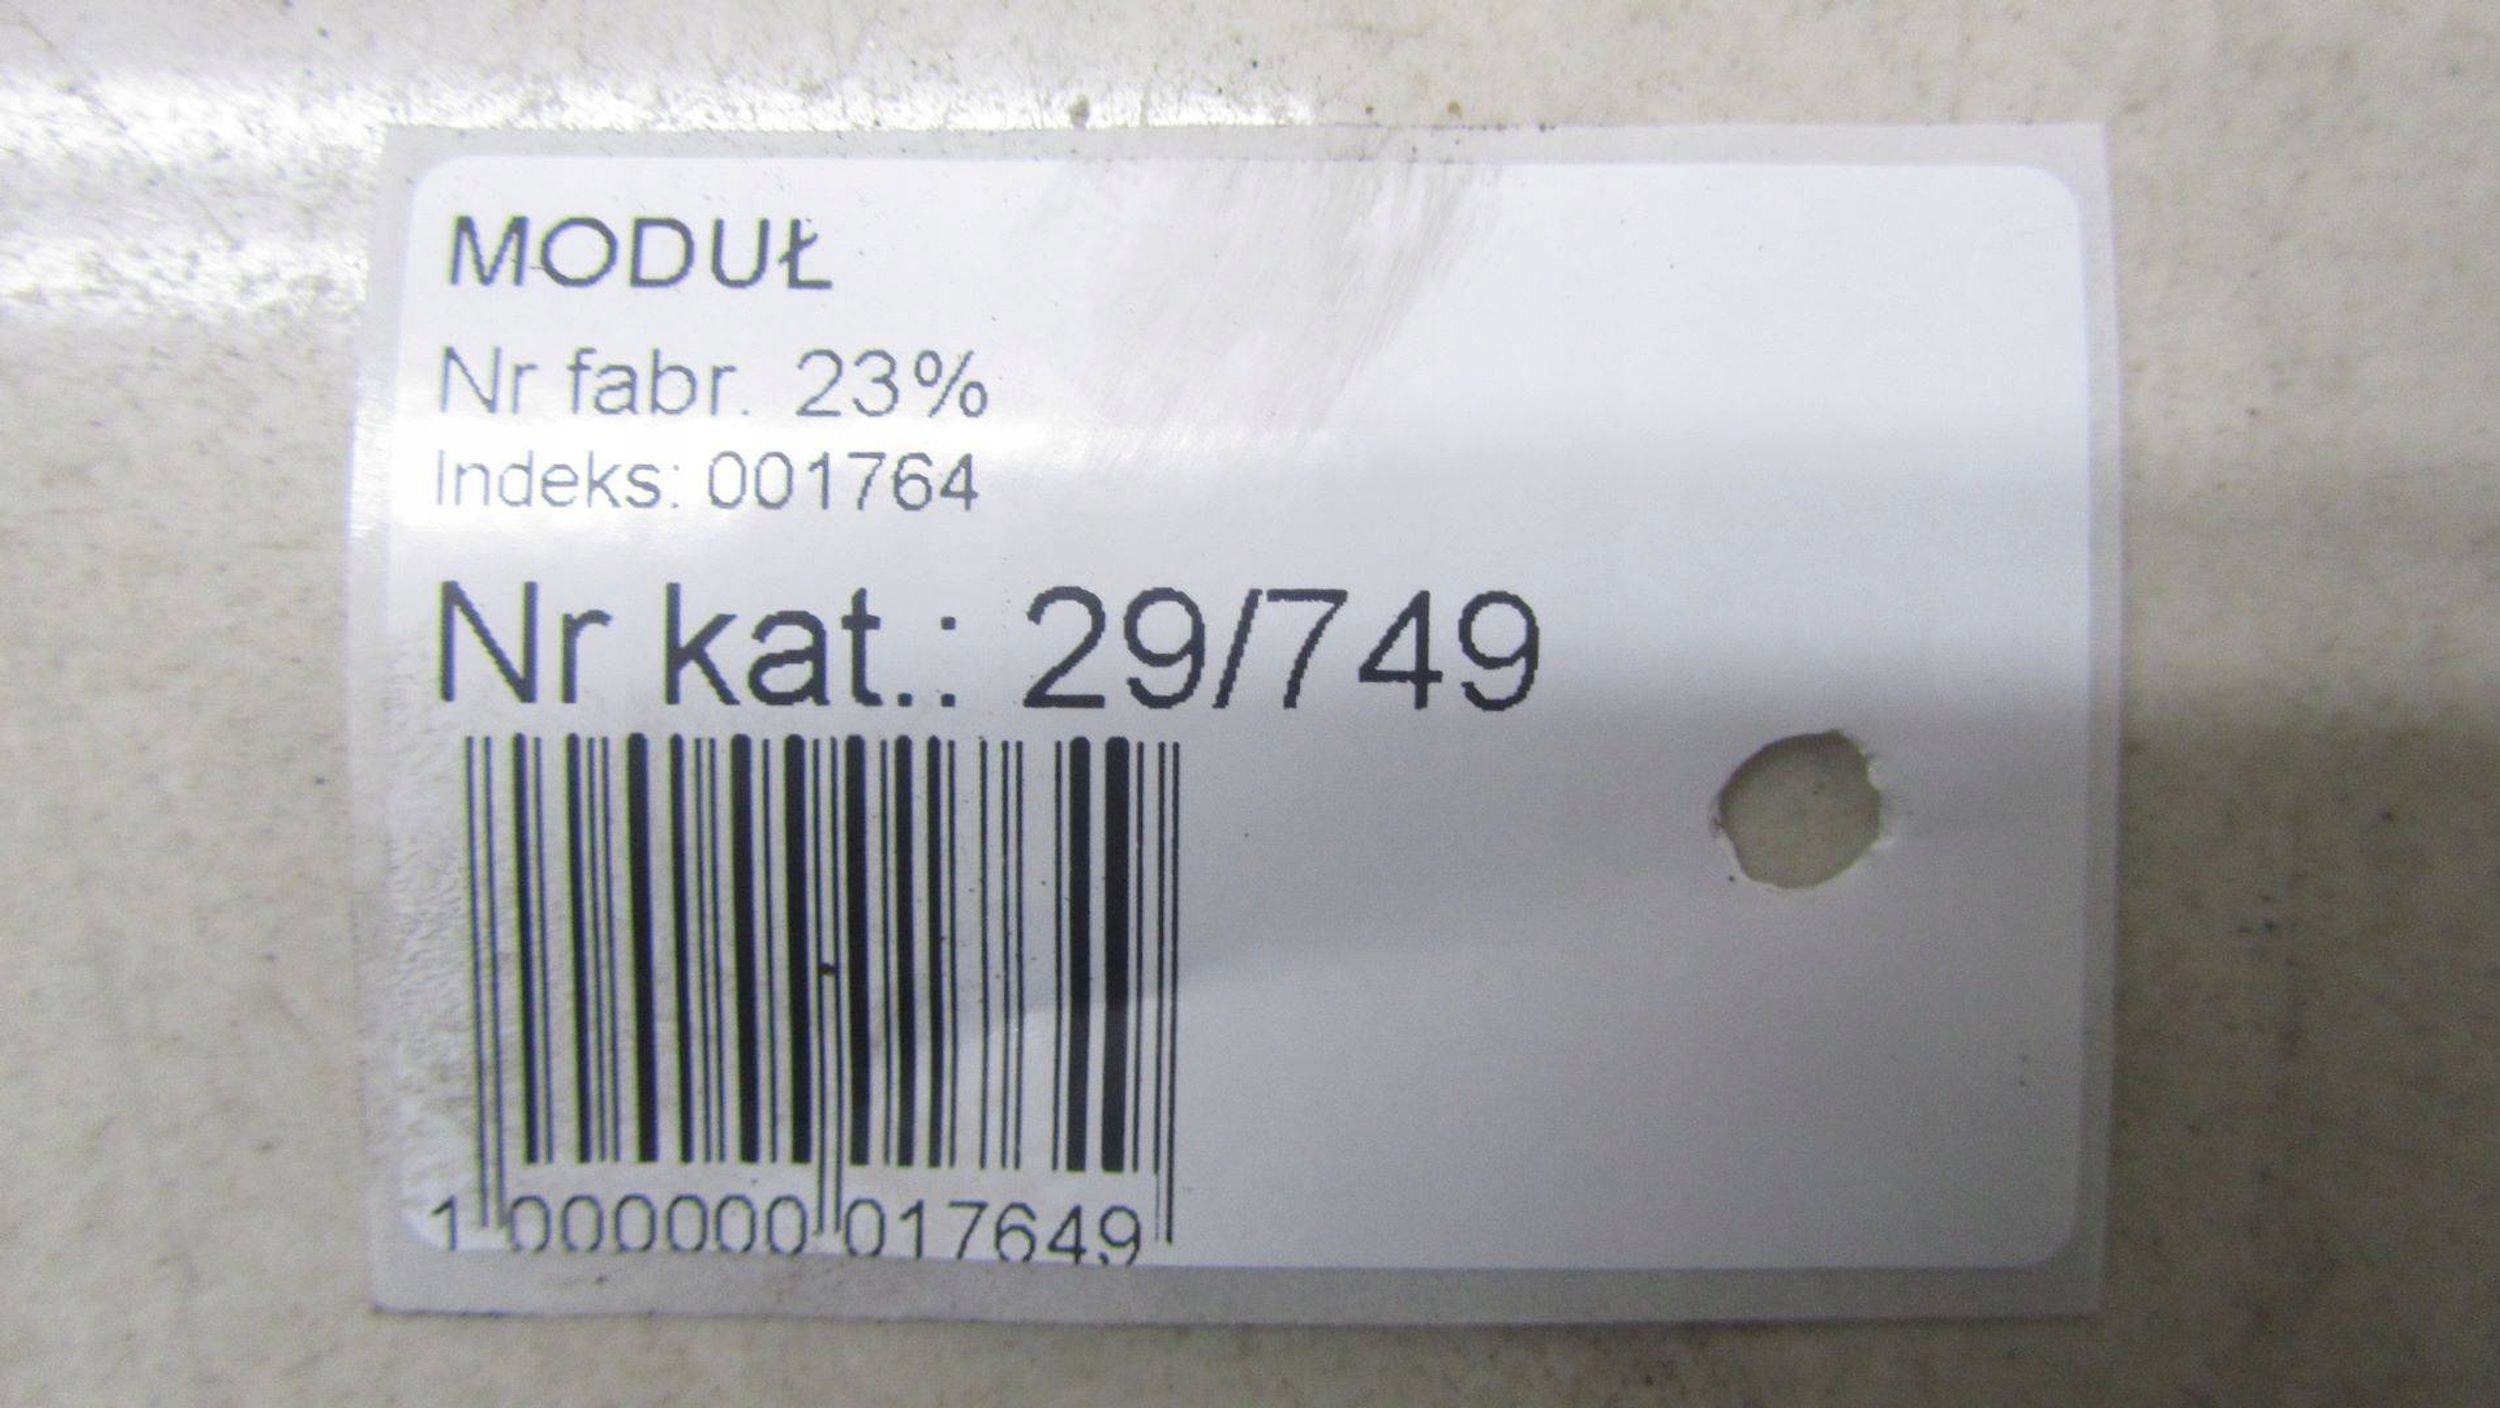 MODUŁ
Nr fabr. 23%
Indeks: 001764
Nr kat.: 29/749
1 000000 017649